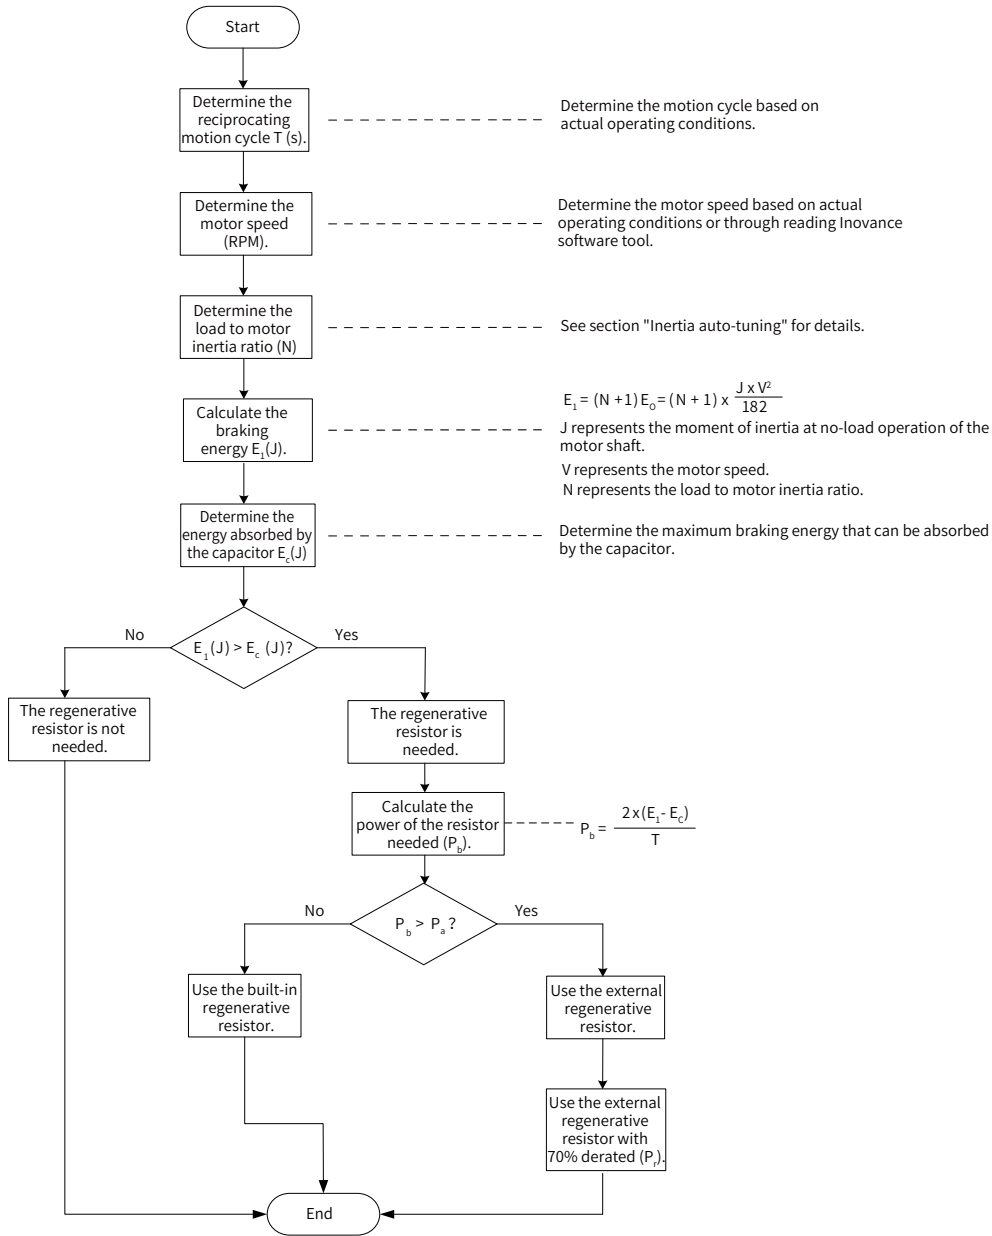 Start
Determine the
reciprocating
motion cycle T (s).
Determine the motion cycle based on
actual operating conditions.
Determine the
motor speed
(RPM).
Determine the motor speed based on actual
operating conditions or through reading Inovance
software tool.
Determine the
load to motor
inertia ratio (N)
See section "Inertia auto-tuning" for details.
Calculate the
braking
energy E₁(J).
E₁= (N +1) E₀= (N + 1) x J x V² / 182
J represents the moment of inertia at no-load operation of the
motor shaft.
V represents the motor speed.
N represents the load to motor inertia ratio.
Determine the
energy absorbed by
the capacitor Ec(J)
Determine the maximum braking energy that can be absorbed
by the capacitor.
E₁(J) > Ec (J)?
No
Yes
The regenerative
resistor is not
needed.
The regenerative
resistor is
needed.
Calculate the
power of the resistor
needed (Pb).
Pb = 2x(E₁- EC) / T
Pb > Pa ?
No
Yes
Use the built-in
regenerative
resistor.
Use the external
regenerative
resistor.
Use the external
regenerative
resistor with
70% derated (Pr).
End